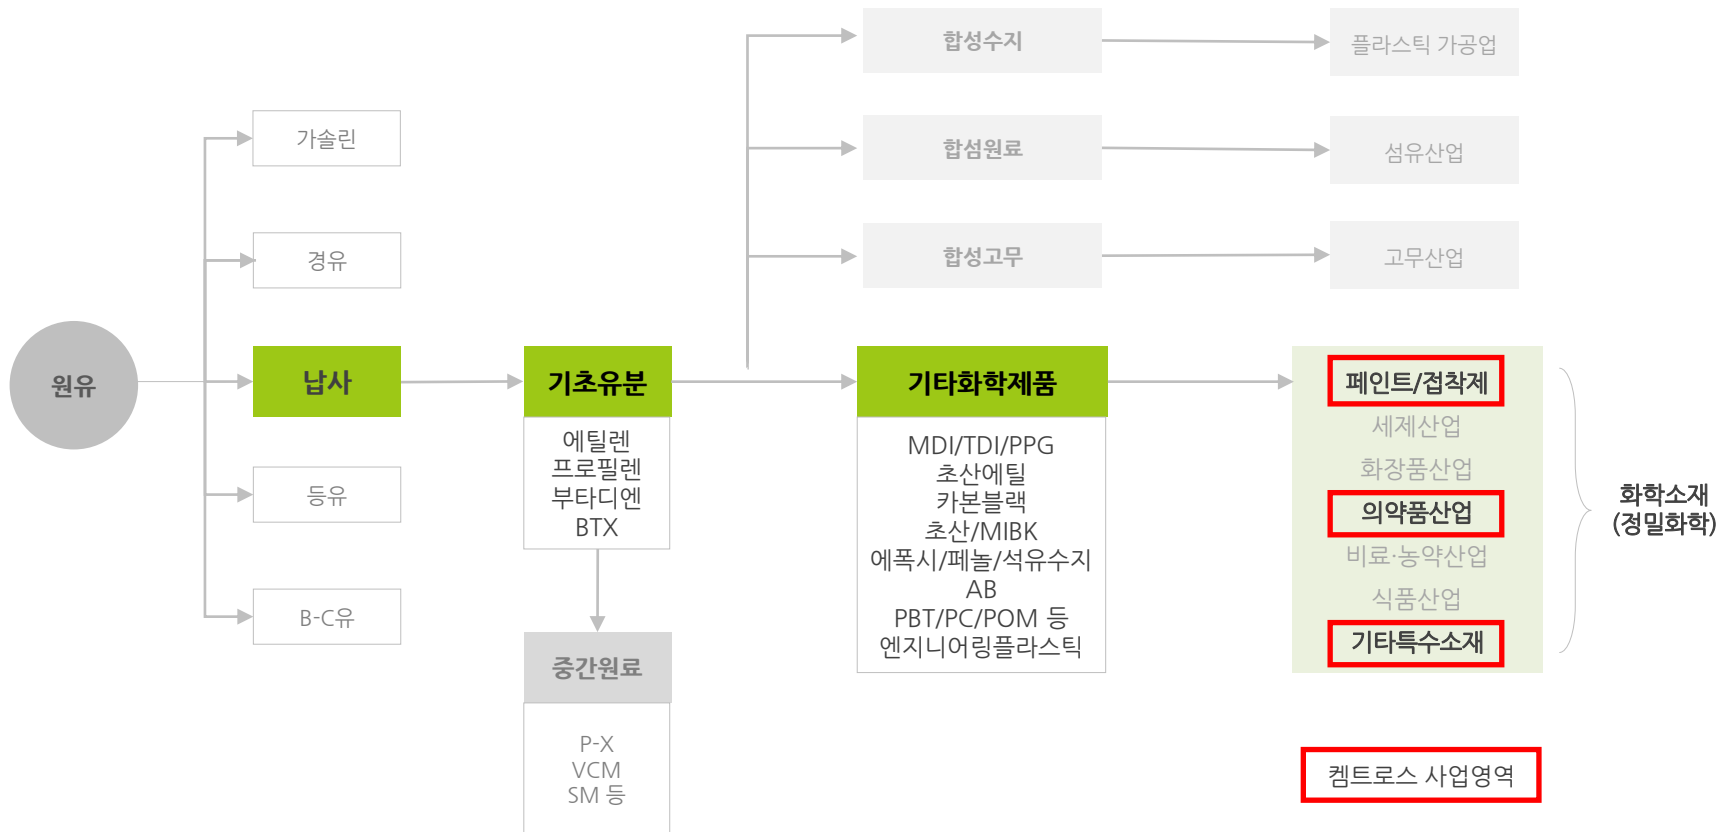 원유
가솔린
경유
납사
등유
B-C유
기초유분
에틸렌
프로필렌
부타디엔
BTX
중간원료
P-X
VCM
SM 등
합성수지
합섬원료
합성고무
기타화학제품
MDI/TDI/PPG
초산에틸
카본블랙
초산/MIBK
에폭시/페놀/석유수지
AB
PBT/PC/POM 등
엔지니어링플라스틱
플라스틱 가공업
섬유산업
고무산업
페인트/접착제
세제산업
화장품산업
의약품산업
비료·농약산업
식품산업
기타특수소재
화학소재
(정밀화학)
켐트로스 사업영역